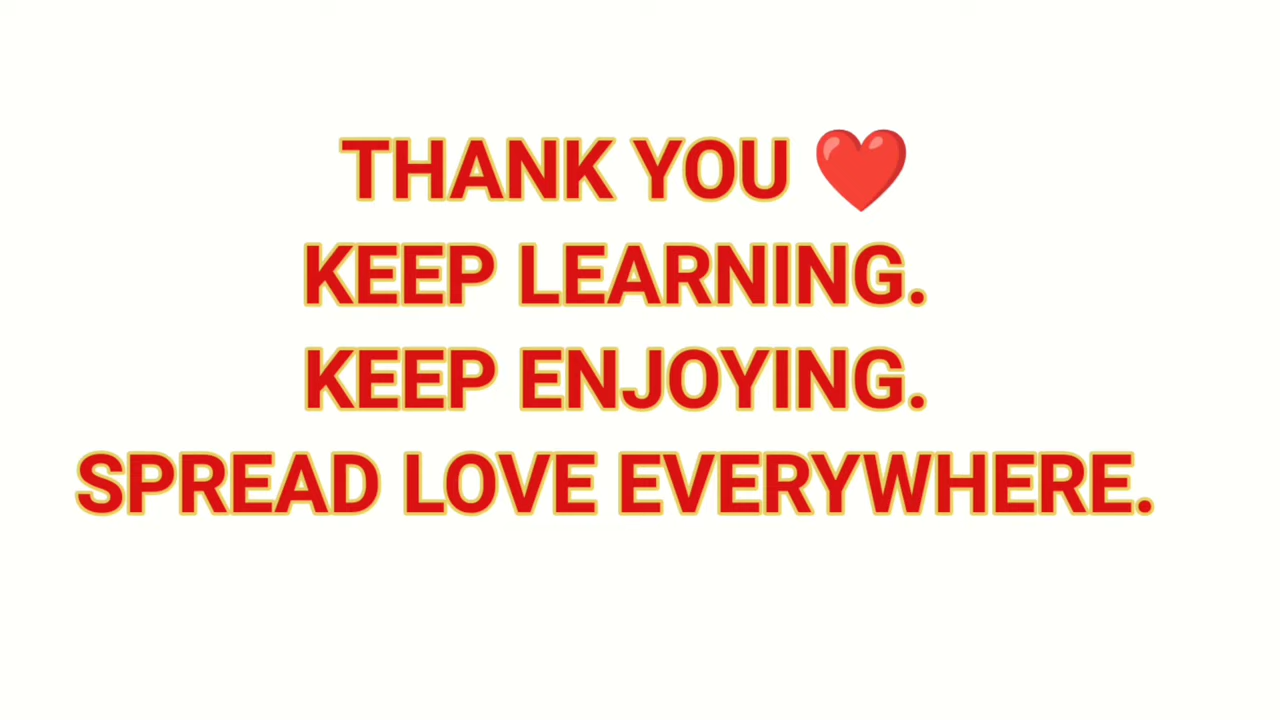 THANK YOU ❤️
KEEP LEARNING.
KEEP ENJOYING.
SPREAD LOVE EVERYWHERE.